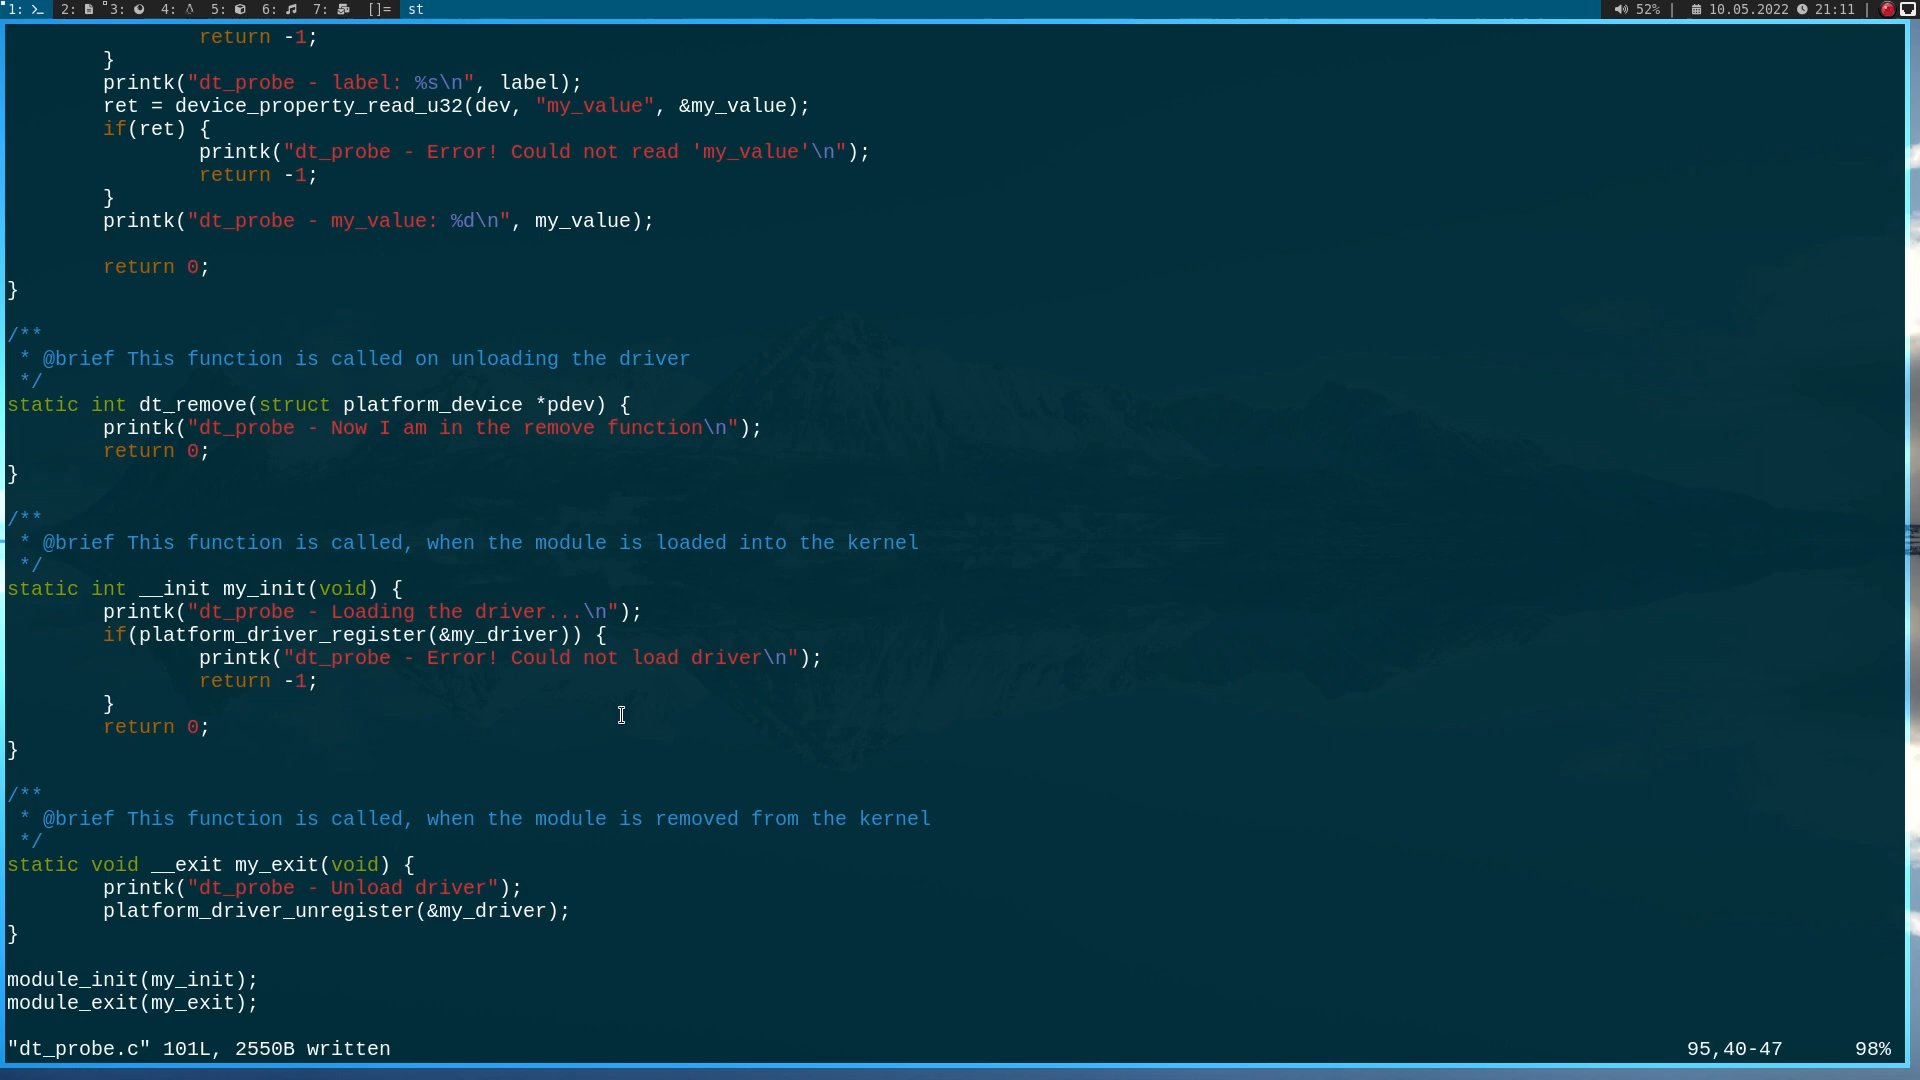 1: 2: 3: 4: 5: 6: 7: []= st 52% | 10.05.2022 21:11 |
return -1;
}
printk("dt_probe - label: %s\n", label);
ret = device_property_read_u32(dev, "my_value", &my_value);
if(ret) {
printk("dt_probe - Error! Could not read 'my_value'\n");
return -1;
}
printk("dt_probe - my_value: %d\n", my_value);
return 0;
}
/**
* @brief This function is called on unloading the driver
*/
static int dt_remove(struct platform_device *pdev) {
printk("dt_probe - Now I am in the remove function\n");
return 0;
}
/**
* @brief This function is called, when the module is loaded into the kernel
*/
static int __init my_init(void) {
printk("dt_probe - Loading the driver...\n");
if(platform_driver_register(&my_driver)) {
printk("dt_probe - Error! Could not load driver\n");
return -1;
}
return 0;
}
/**
* @brief This function is called, when the module is removed from the kernel
*/
static void __exit my_exit(void) {
printk("dt_probe - Unload driver");
platform_driver_unregister(&my_driver);
}
module_init(my_init);
module_exit(my_exit);
"dt_probe.c" 101L, 2550B written 95,40-47 98%